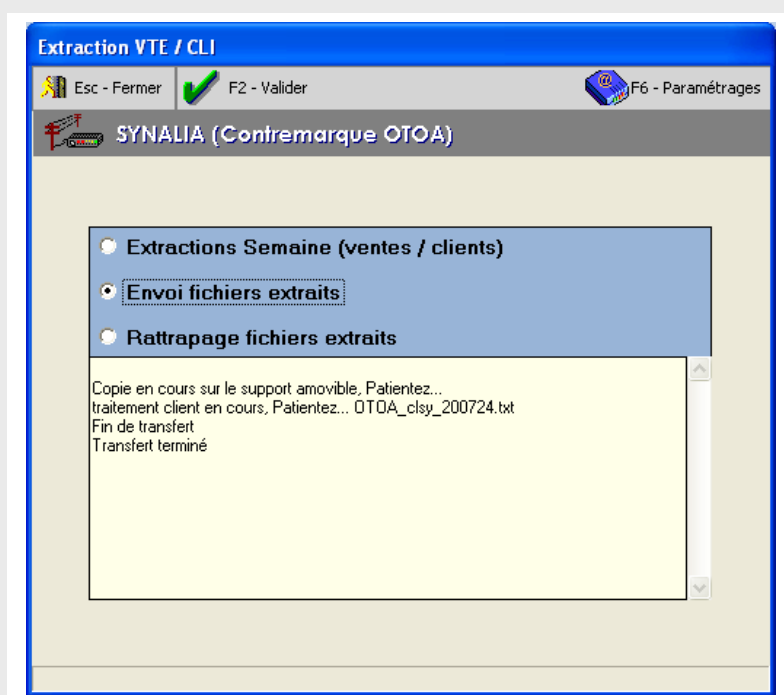 Extraction VTE / CLI
Esc - Fermer F2 - Valider F6 - Paramétrages
SYNALIA (Contremarque OTOA)
Extractions Semaine (ventes / clients)
Envoi fichiers extraits
Rattrapage fichiers extraits
Copie en cours sur le support amovible, Patientez...
traitement client en cours, Patientez... OTOA_clsy_200724.txt
Fin de transfert
Transfert terminé